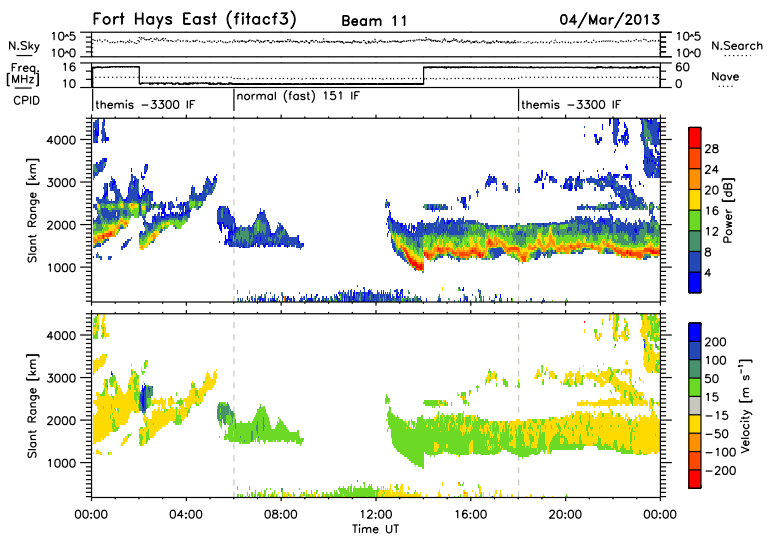 Fort Hays East (fitacf3) Beam 11 04/Mar/2013
N.Sky 10^5 10^0 10^5 10^0 N.Search
Freq. [MHz] 16 10 60 0 Nave
CPID themis -3300 IF normal (fast) 151 IF themis -3300 IF
4000
3000
2000
1000
Slant Range [km]
28
24
20
16
12
8
4
Power [dB]
4000
3000
2000
1000
Slant Range [km]
200
100
50
15
-15
-50
-100
-200
Velocity [m s⁻¹]
00:00 04:00 08:00 12:00 16:00 20:00 00:00
Time UT